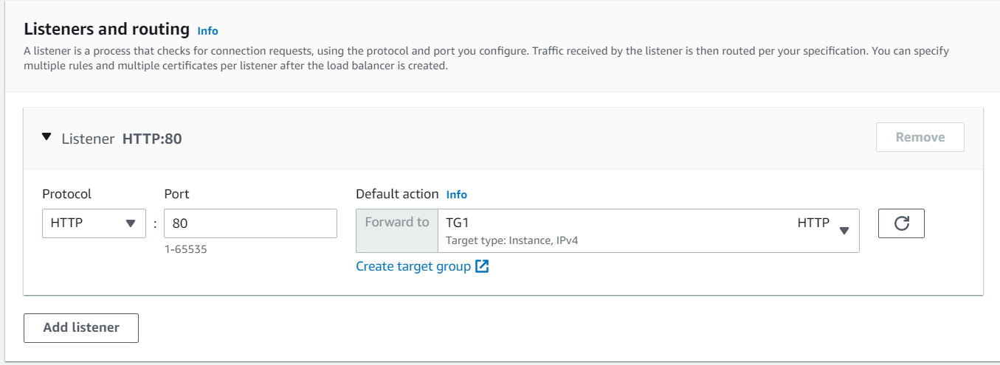 Listeners and routing Info
A listener is a process that checks for connection requests, using the protocol and port you configure. Traffic received by the listener is then routed per your specification. You can specify
multiple rules and multiple certificates per listener after the load balancer is created.
Listener HTTP:80
Remove
Protocol
Port
Default action Info
HTTP
:
80
Forward to
TG1
HTTP
Target type: Instance, IPv4
1-65535
Create target group
Add listener